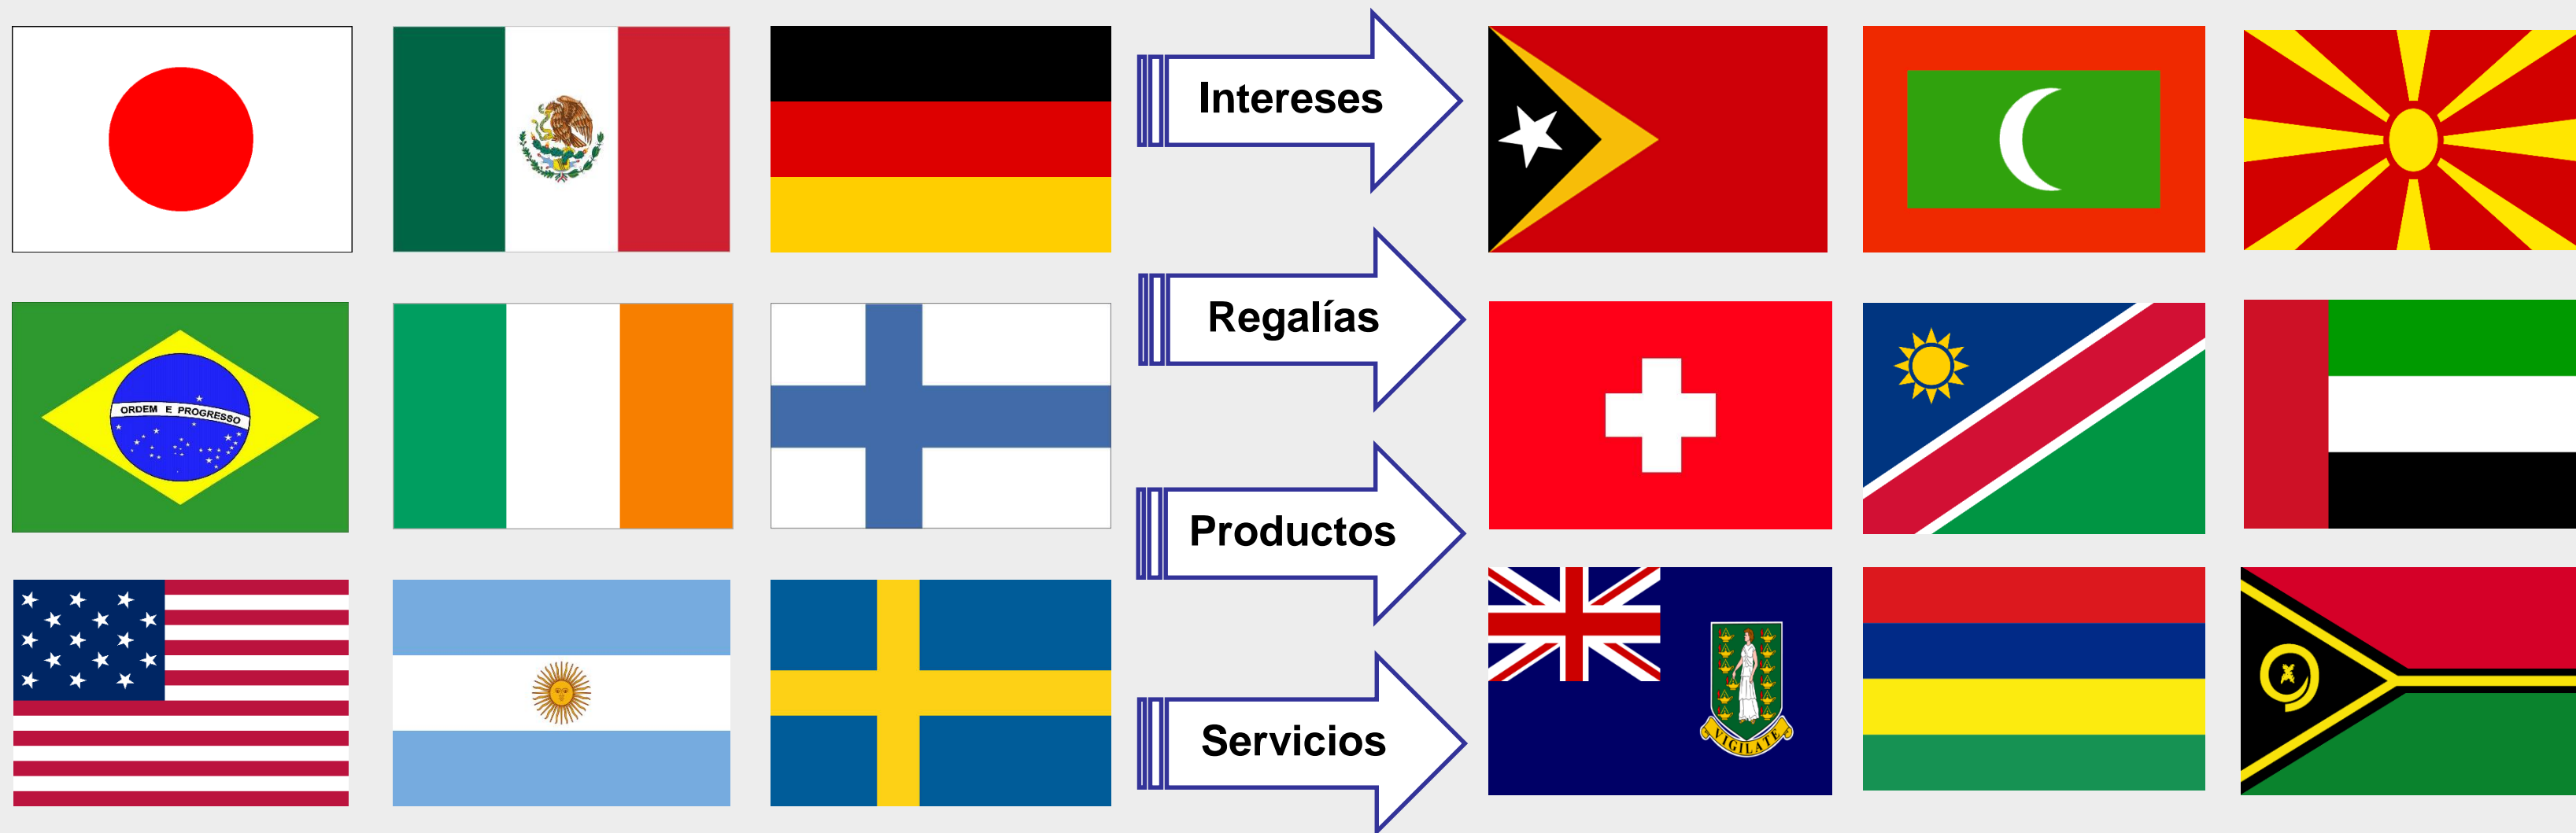 Intereses
Regalías
Productos
Servicios
ORDEM E PROGRESSO
VIGILATE